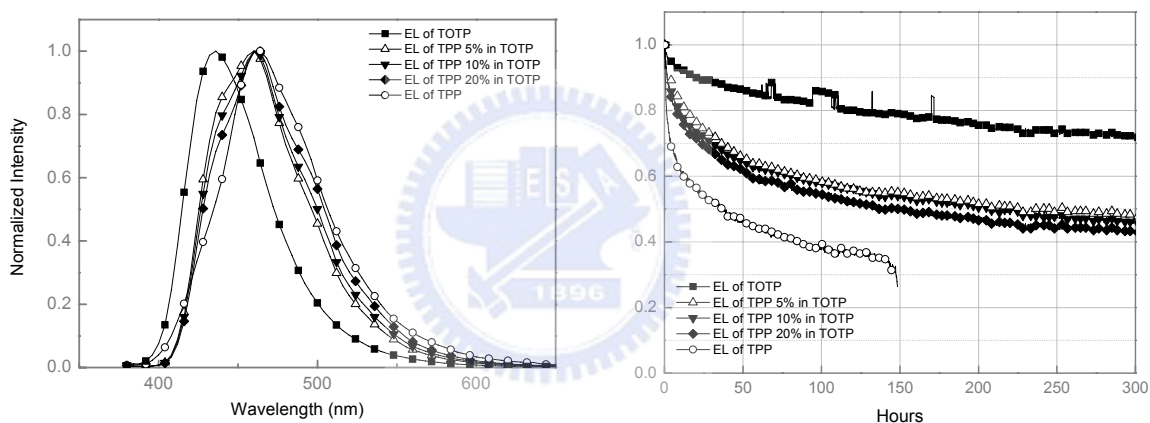 EL of TOTP
EL of TPP 5% in TOTP
EL of TPP 10% in TOTP
EL of TPP 20% in TOTP
EL of TPP
1.0
0.8
0.6
0.4
0.2
0.0
400
500
600
Normalized Intensity
Wavelength (nm)
1.0
0.8
0.6
0.4
0.2
0.0
EL of TOTP
EL of TPP 5% in TOTP
EL of TPP 10% in TOTP
EL of TPP 20% in TOTP
EL of TPP
0
50
100
150
200
250
300
Hours
E S A
1896